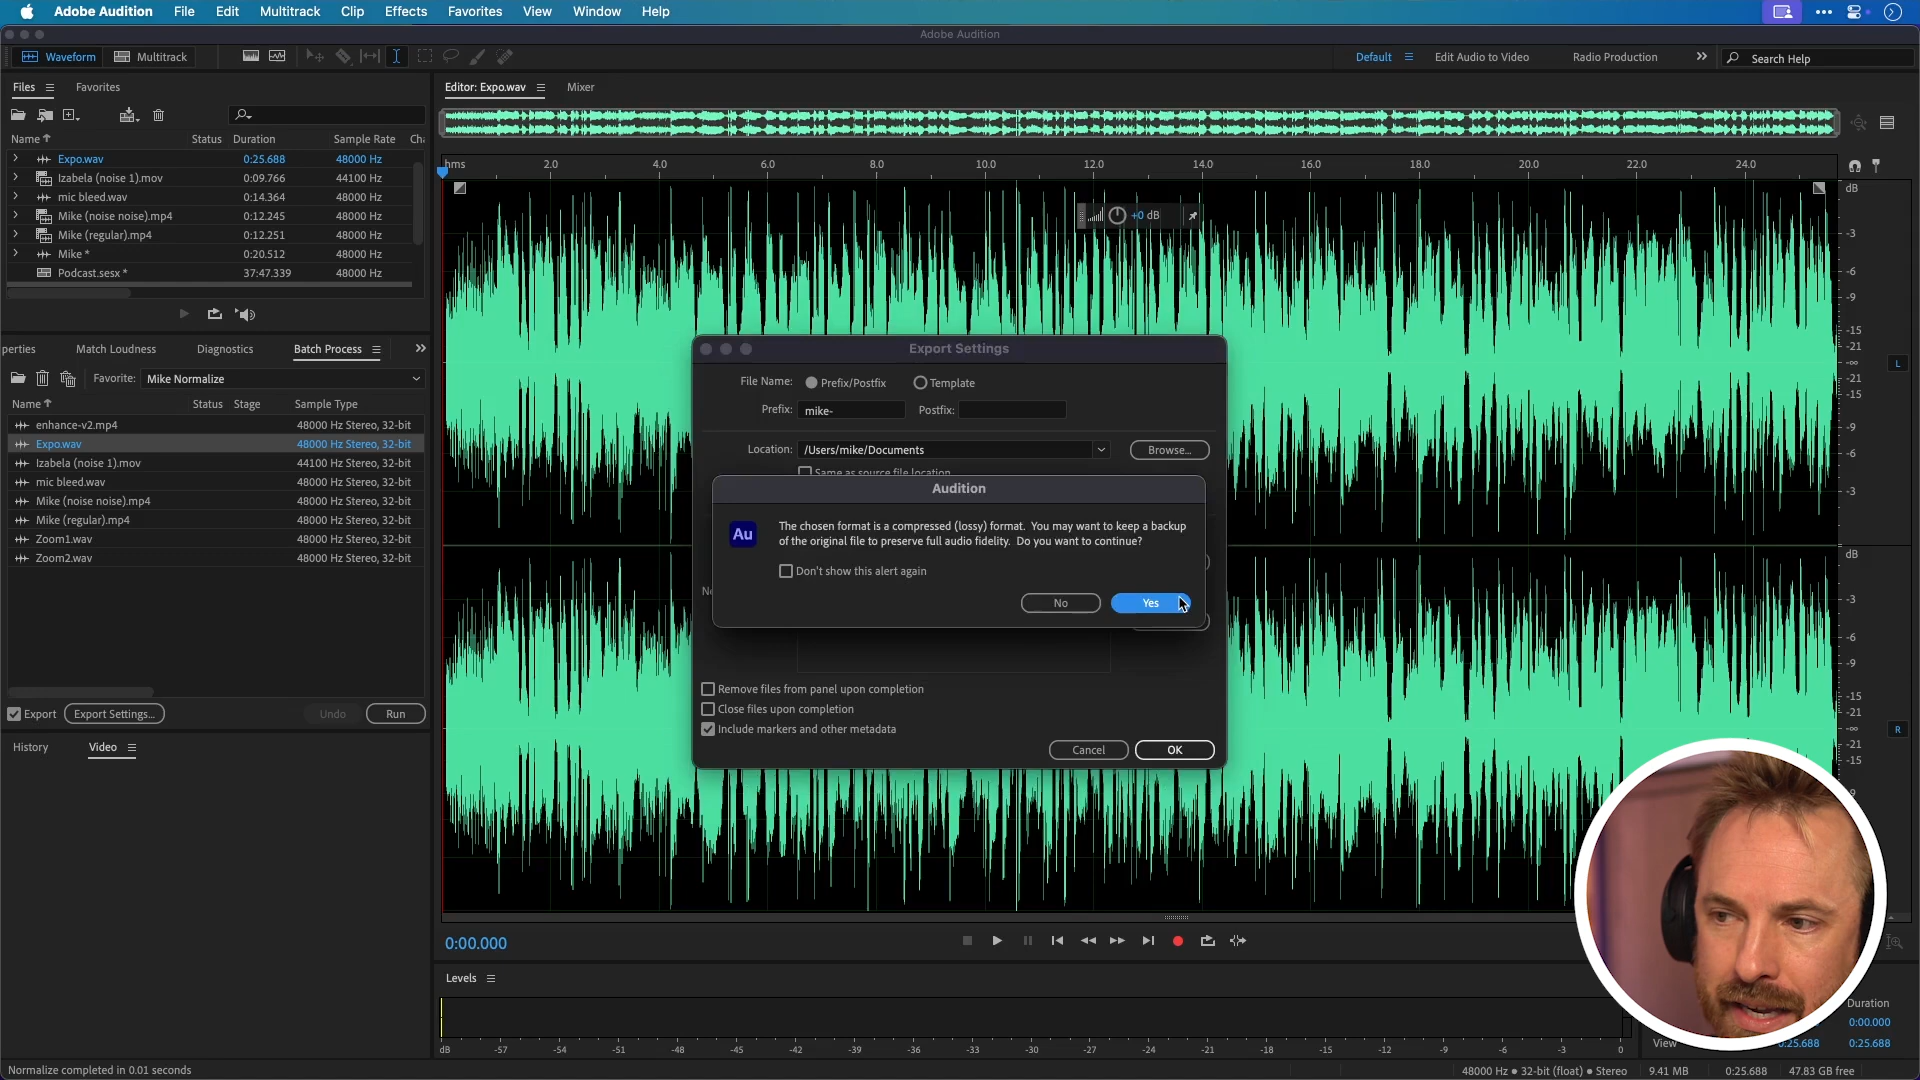 Adobe Audition File Edit Multitrack Clip Effects Favorites View Window Help
Adobe Audition
Waveform Multitrack
+0 dB
Default Edit Audio to Video Radio Production Search Help
Files Favorites
Name Status Duration Sample Rate Ch
Expo.wav 0:25.688 48000 Hz
Izabela (noise 1).mov 0:09.766 44100 Hz
mic bleed.wav 0:14.364 48000 Hz
Mike (noise noise).mp4 0:12.245 48000 Hz
Mike (regular).mp4 0:12.251 48000 Hz
Mike * 0:20.512 48000 Hz
Podcast.sesx * 37:47.339 48000 Hz
perties Match Loudness Diagnostics Batch Process
Favorite: Mike Normalize
Name Status Stage Sample Type
enhance-v2.mp4 48000 Hz Stereo, 32-bit
Expo.wav 48000 Hz Stereo, 32-bit
Izabela (noise 1).mov 44100 Hz Stereo, 32-bit
mic bleed.wav 48000 Hz Stereo, 32-bit
Mike (noise noise).mp4 48000 Hz Stereo, 32-bit
Mike (regular).mp4 48000 Hz Stereo, 32-bit
Zoom1.wav 48000 Hz Stereo, 32-bit
Zoom2.wav 48000 Hz Stereo, 32-bit
Export Export Settings... Undo Run
History Video
Editor: Expo.wav Mixer
hms 2.0 4.0 6.0 8.0 10.0 12.0 14.0 16.0 18.0 20.0 22.0 24.0
dB
-3
-6
-9
-15
-21
-∞
-21
-15
-9
-6
-3
L
dB
-3
-6
-9
-15
-21
-∞
-21
-15
R
Export Settings
File Name: Prefix/Postfix Template
Prefix: mike- Postfix:
Location: /Users/mike/Documents Browse...
Same as source file location
Audition
Au
The chosen format is a compressed (lossy) format. You may want to keep a backup
of the original file to preserve full audio fidelity. Do you want to continue?
Don't show this alert again
No Yes
Remove files from panel upon completion
Close files upon completion
Include markers and other metadata
Cancel OK
0:00.000
Levels
dB -57 -54 -51 -48 -45 -42 -39 -36 -33 -30 -27 -24 -21 -18 -15 -12 -9 -6 -3 0
Duration
0:00.000
View 0:25.688
Normalize completed in 0.01 seconds
48000 Hz • 32-bit (float) • Stereo 9.41 MB 0:25.688 47.83 GB free